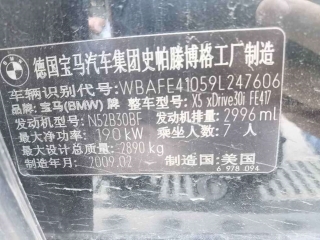 德国宝马汽车集团史帕滕博格工厂制造
车辆识别代号:WBAFE41059L247606
品牌:宝马(BMW)牌 整车型号:X5 xDrive30i FE417
发动机型号:N52B30BF 发动机排量:2996 ml
最大净功率:190 kW 乘坐人数:7 人
最大设计总质量:2890 kg
制造年月:2009.02 制造国:美国
6 978 094